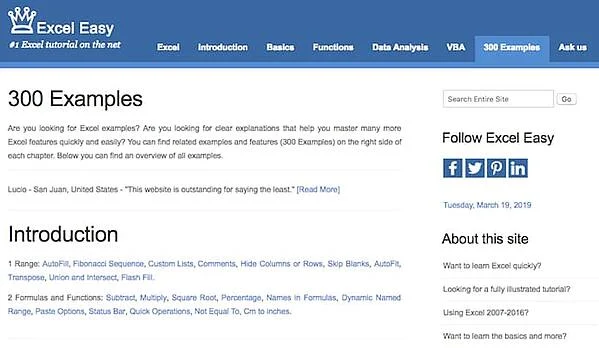 Excel Easy
#1 Excel tutorial on the net
Excel Introduction Basics Functions Data Analysis VBA 300 Examples Ask us
300 Examples
Are you looking for Excel examples? Are you looking for clear explanations that help you master many more
Excel features quickly and easily? You can find related examples and features (300 Examples) on the right side of
each chapter. Below you can find an overview of all examples.
Lucio - San Juan, United States - "This website is outstanding for saying the least." [Read More]
Introduction
1 Range: AutoFill, Fibonacci Sequence, Custom Lists, Comments, Hide Columns or Rows, Skip Blanks, AutoFit,
Transpose, Union and Intersect, Flash Fill.
2 Formulas and Functions: Subtract, Multiply, Square Root, Percentage, Names in Formulas, Dynamic Named
Range, Paste Options, Status Bar, Quick Operations, Not Equal To, Cm to inches.
Search Entire Site Go
Follow Excel Easy
Tuesday, March 19, 2019
About this site
Want to learn Excel quickly?
Looking for a fully illustrated tutorial?
Using Excel 2007-2016?
Want to learn the basics and more?